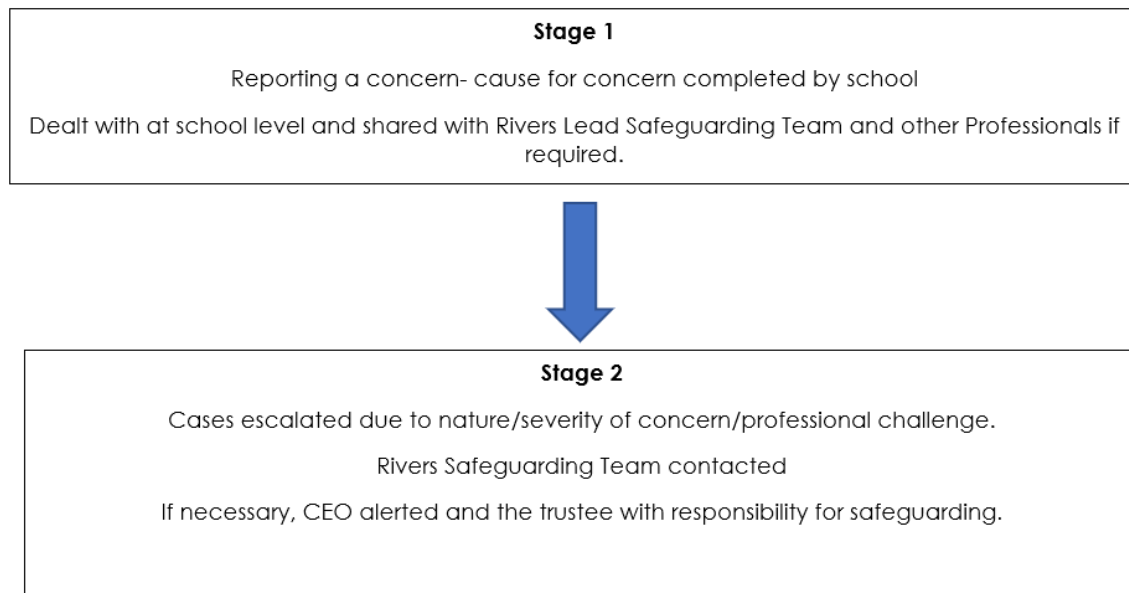 Stage 1
Reporting a concern- cause for concern completed by school
Dealt with at school level and shared with Rivers Lead Safeguarding Team and other Professionals if
required.
Stage 2
Cases escalated due to nature/severity of concern/professional challenge.
Rivers Safeguarding Team contacted
If necessary, CEO alerted and the trustee with responsibility for safeguarding.